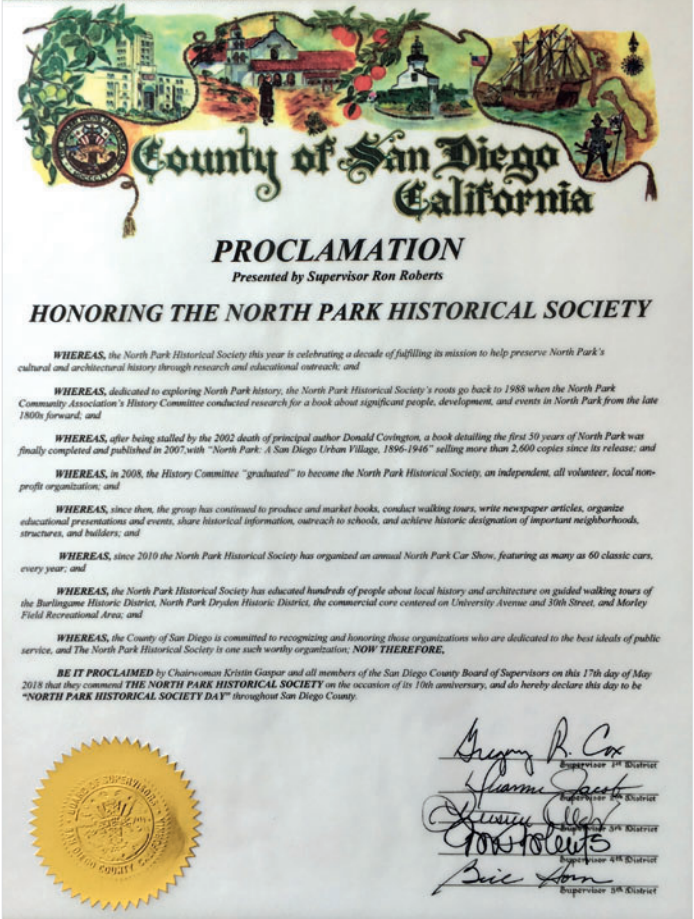 County of San Diego
California
PROCLAMATION
Presented by Supervisor Ron Roberts
HONORING THE NORTH PARK HISTORICAL SOCIETY
WHEREAS, the North Park Historical Society this year is celebrating a decade of fulfilling its mission to help preserve North Park's
cultural and architectural history through research and educational outreach; and
WHEREAS, dedicated to exploring North Park history, the North Park Historical Society's roots go back to 1988 when the North Park
Community Association's History Committee conducted research for a book about significant people, development, and events in North Park from the late
1800s forward; and
WHEREAS, after being stalled by the 2002 death of principal author Donald Covington, a book detailing the first 50 years of North Park was
finally completed and published in 2007,with "North Park: A San Diego Urban Village, 1896-1946" selling more than 2,600 copies since its release; and
WHEREAS, in 2008, the History Committee "graduated" to become the North Park Historical Society, an independent, all volunteer, local non-
profit organization; and
WHEREAS, since then, the group has continued to produce and market books, conduct walking tours, write newspaper articles, organize
educational presentations and events, share historical information, outreach to schools, and achieve historic designation of important neighborhoods,
structures, and builders; and
WHEREAS, since 2010 the North Park Historical Society has organized an annual North Park Car Show, featuring as many as 60 classic cars,
every year; and
WHEREAS, the North Park Historical Society has educated hundreds of people about local history and architecture on guided walking tours of
the Burlingame Historic District, North Park Dryden Historic District, the commercial core centered on University Avenue and 30th Street, and Morley
Field Recreational Area; and
WHEREAS, the County of San Diego is committed to recognizing and honoring those organizations who are dedicated to the best ideals of public
service, and The North Park Historical Society is one such worthy organization; NOW THEREFORE,
BE IT PROCLAIMED by Chairwoman Kristin Gaspar and all members of the San Diego County Board of Supervisors on this 17th day of May
2018 that they commend THE NORTH PARK HISTORICAL SOCIETY on the occasion of its 10th anniversary, and do hereby declare this day to be
"NORTH PARK HISTORICAL SOCIETY DAY" throughout San Diego County.
Gregory R. Cox
Supervisor 1st District
Dianne Jacob
Supervisor 2nd District
Supervisor 3rd District
Ron Roberts
Supervisor 4th District
Bill Horn
Supervisor 5th District
BOARD OF SUPERVISORS
SAN DIEGO COUNTY